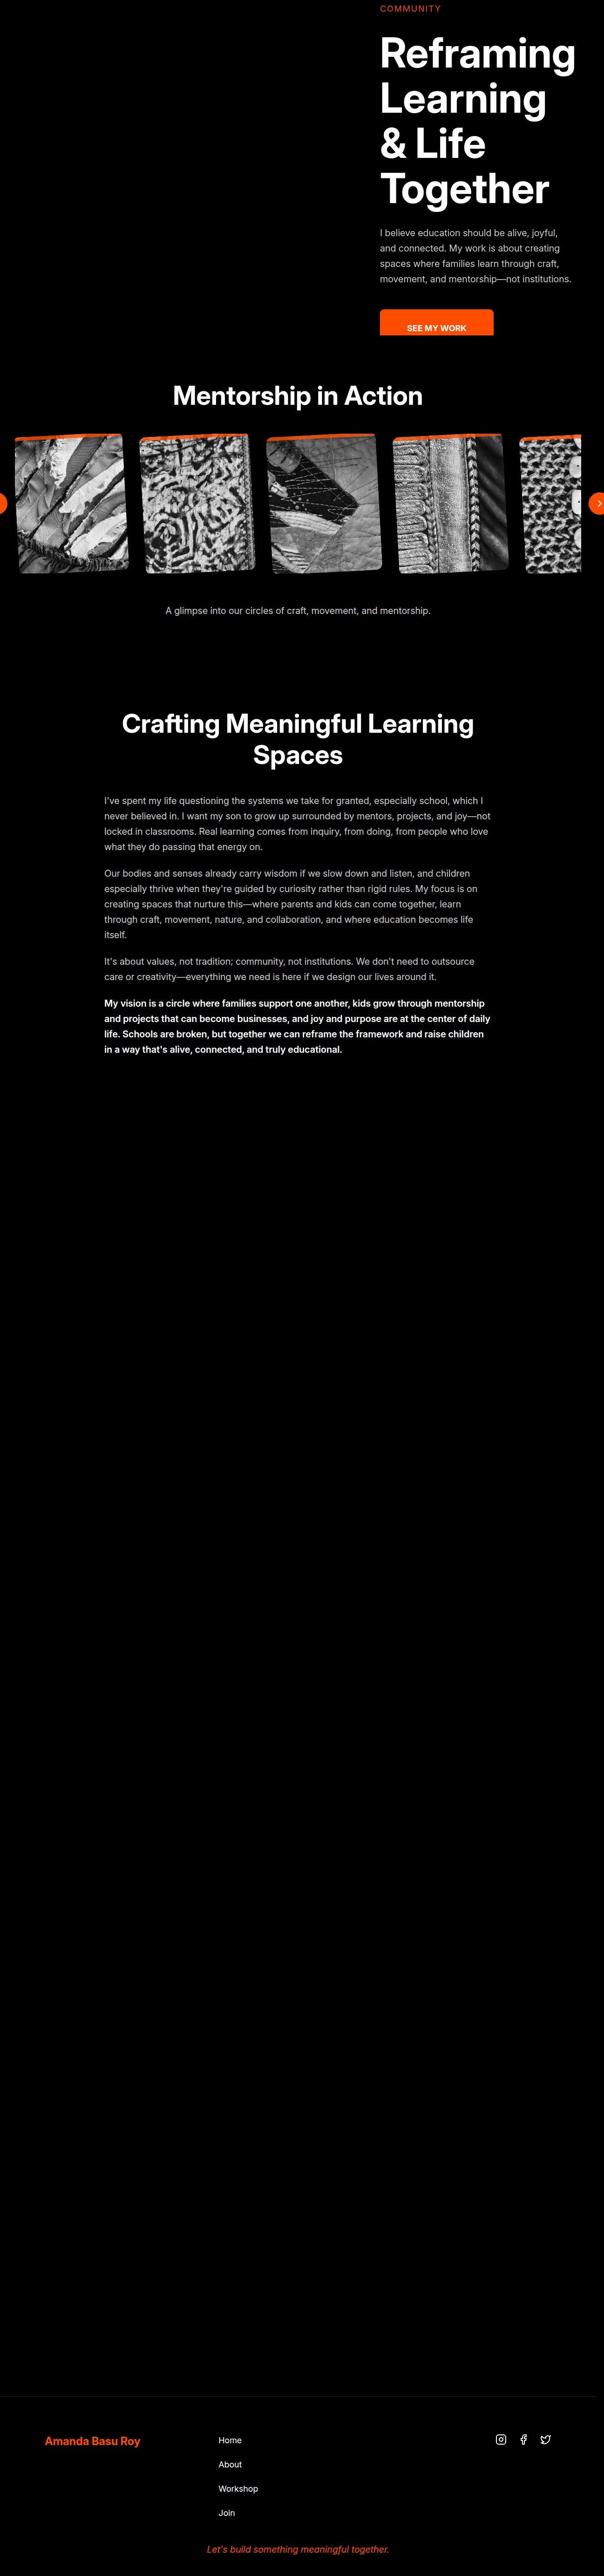 COMMUNITY
Reframing
Learning
& Life
Together
I believe education should be alive, joyful,
and connected. My work is about creating
spaces where families learn through craft,
movement, and mentorship—not institutions.
SEE MY WORK
Mentorship in Action
A glimpse into our circles of craft, movement, and mentorship.
Crafting Meaningful Learning
Spaces
I've spent my life questioning the systems we take for granted, especially school, which I
never believed in. I want my son to grow up surrounded by mentors, projects, and joy—not
locked in classrooms. Real learning comes from inquiry, from doing, from people who love
what they do passing that energy on.
Our bodies and senses already carry wisdom if we slow down and listen, and children
especially thrive when they're guided by curiosity rather than rigid rules. My focus is on
creating spaces that nurture this—where parents and kids can come together, learn
through craft, movement, nature, and collaboration, and where education becomes life
itself.
It's about values, not tradition; community, not institutions. We don't need to outsource
care or creativity—everything we need is here if we design our lives around it.
My vision is a circle where families support one another, kids grow through mentorship
and projects that can become businesses, and joy and purpose are at the center of daily
life. Schools are broken, but together we can reframe the framework and raise children
in a way that's alive, connected, and truly educational.
Amanda Basu Roy
Home
About
Workshop
Join
Let's build something meaningful together.